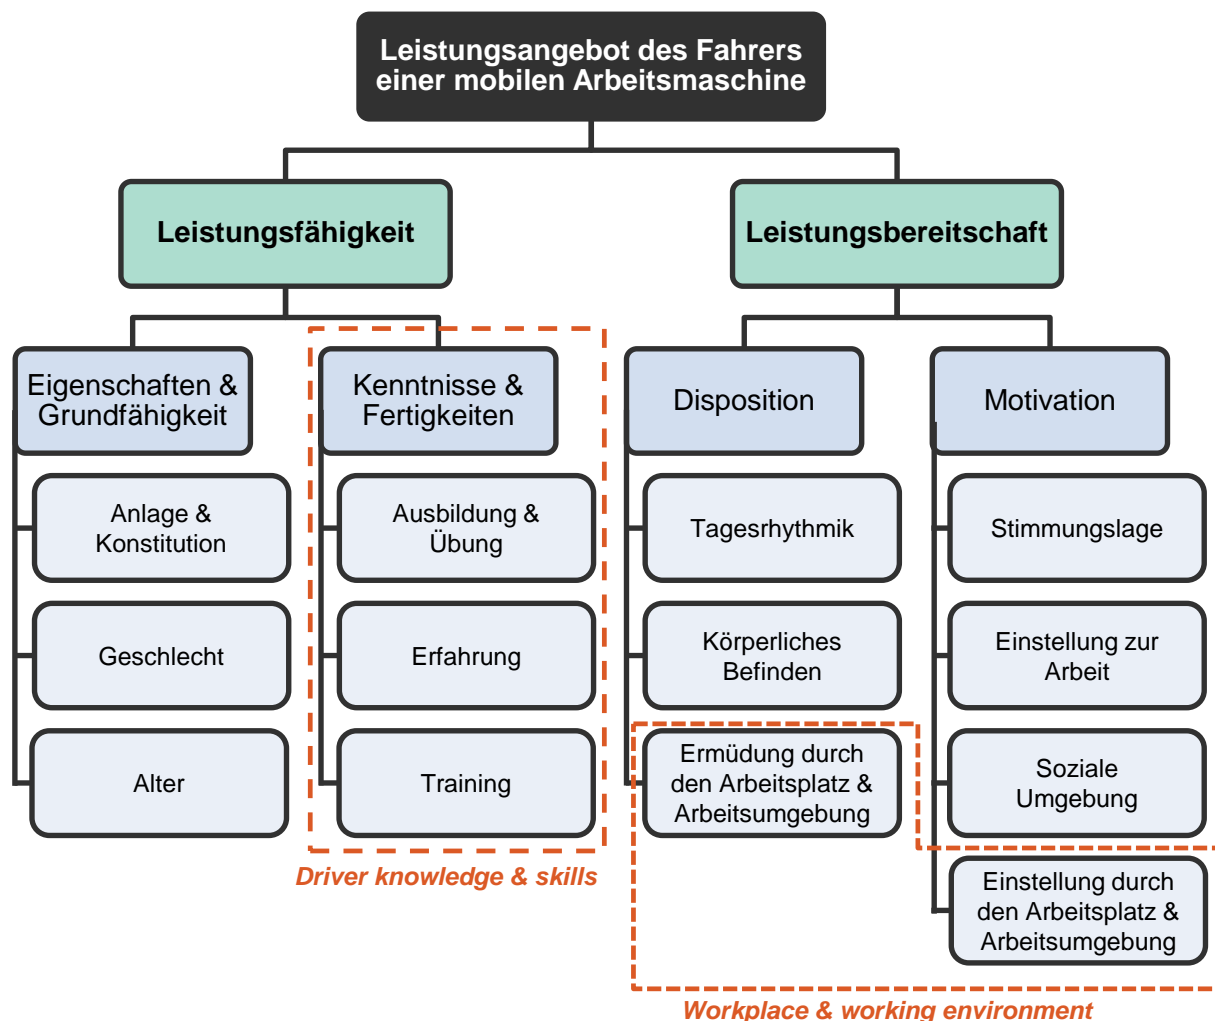 Leistungsangebot des Fahrers
einer mobilen Arbeitsmaschine
Leistungsfähigkeit
Leistungsbereitschaft
Eigenschaften &
Grundfähigkeit
Kenntnisse &
Fertigkeiten
Disposition
Motivation
Anlage &
Konstitution
Ausbildung &
Übung
Tagesrhythmik
Stimmungslage
Geschlecht
Erfahrung
Körperliches
Befinden
Einstellung zur
Arbeit
Alter
Training
Ermüdung durch
den Arbeitsplatz &
Arbeitsumgebung
Soziale
Umgebung
Driver knowledge & skills
Einstellung durch
den Arbeitsplatz &
Arbeitsumgebung
Workplace & working environment